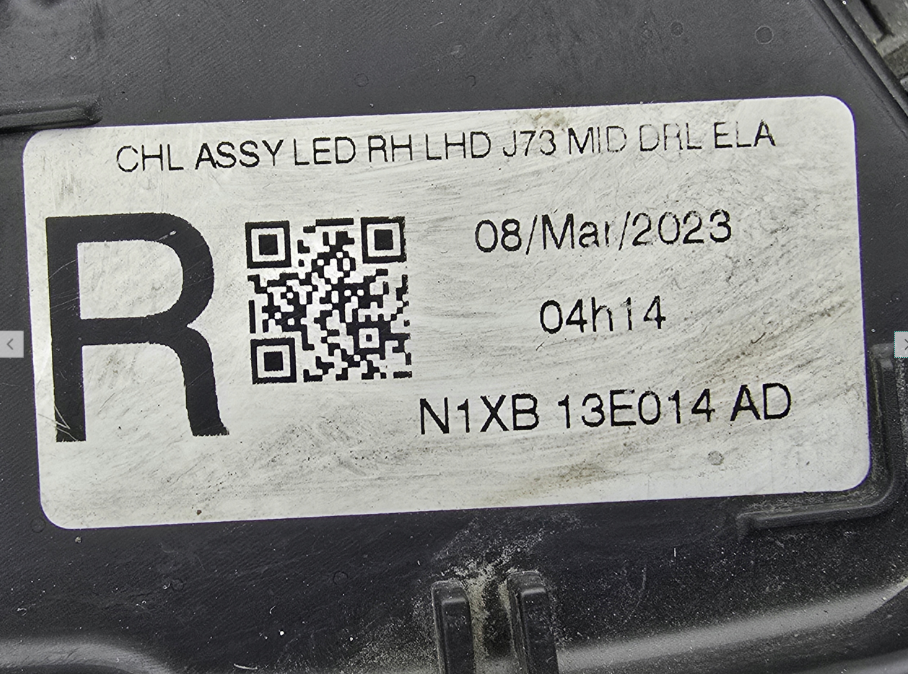 CHL ASSY LED RH LHD J73 MID DRL ELA
R
08/Mar/2023
04h14
N1XB 13E014 AD